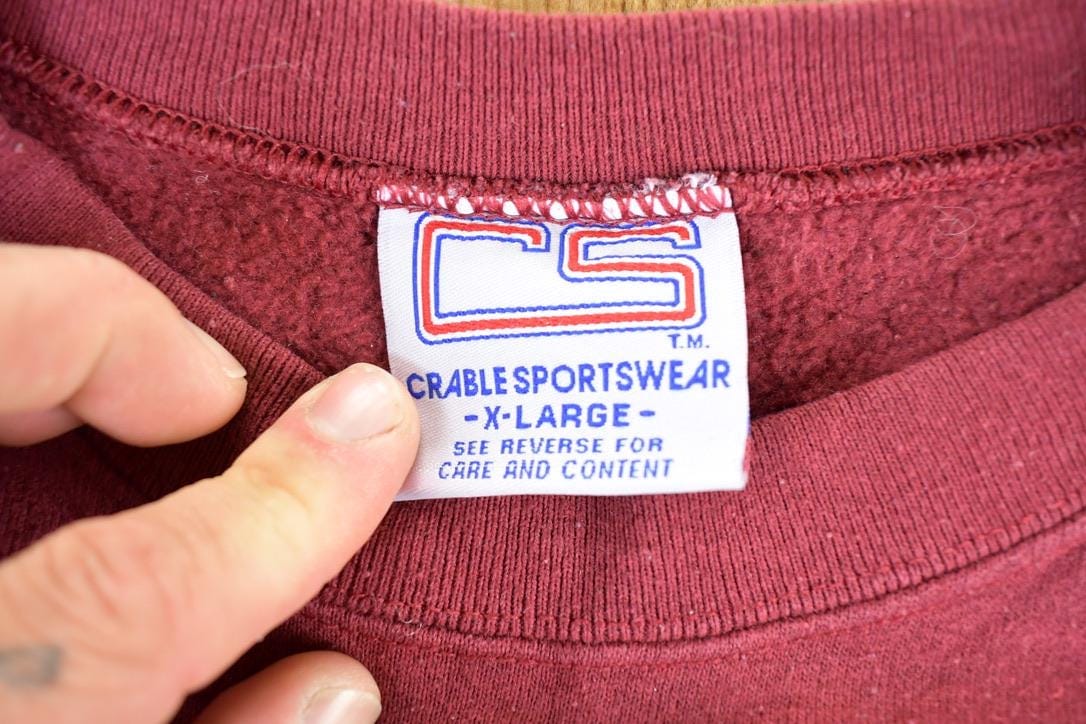 CS
T.M.
CRABLE SPORTSWEAR
-X-LARGE-
SEE REVERSE FOR
CARE AND CONTENT